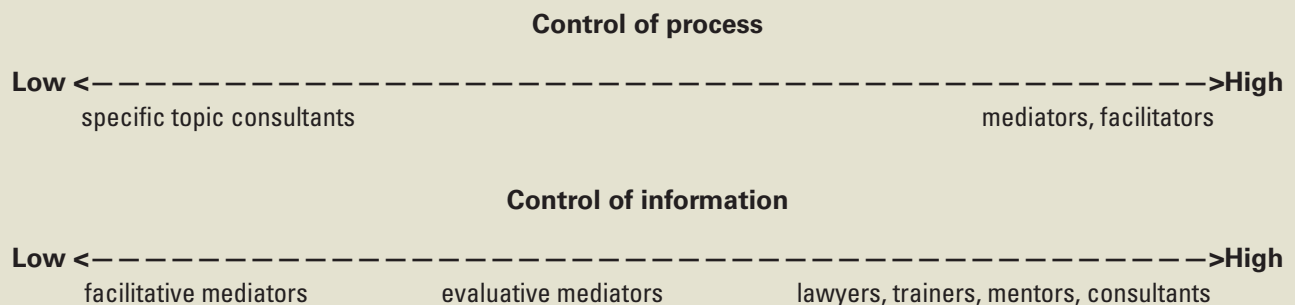 Control of process
Low <— — — — — — — — — — — — — — — — — — — — — — — — — — — — — — — — — — — — — — — — —>High
specific topic consultants mediators, facilitators
Control of information
Low <— — — — — — — — — — — — — — — — — — — — — — — — — — — — — — — — — — — — — — — — —>High
facilitative mediators evaluative mediators lawyers, trainers, mentors, consultants